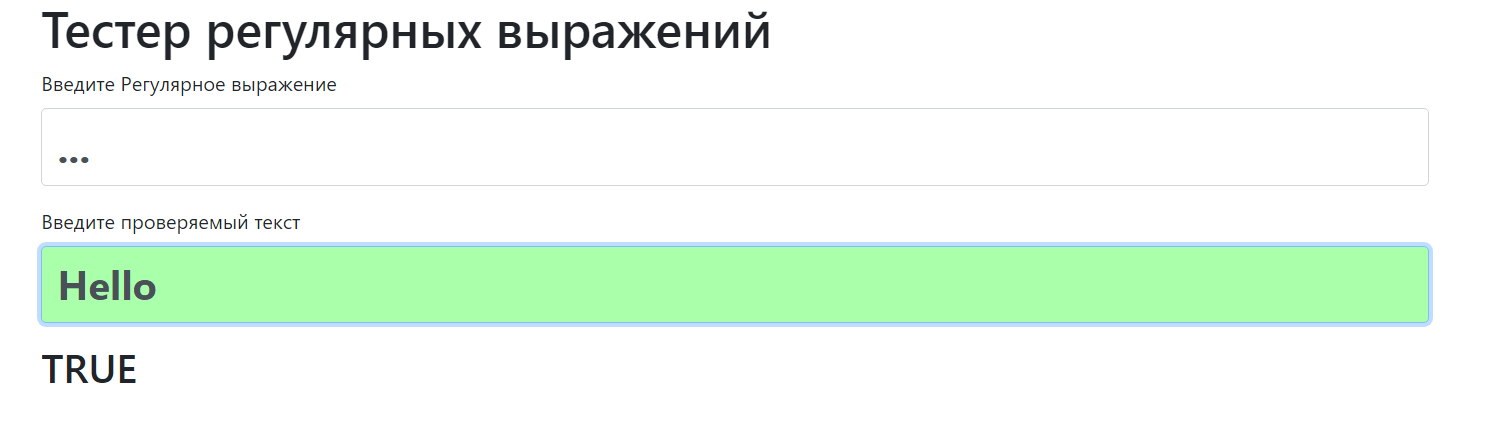 Тестер регулярных выражений
Введите Регулярное выражение
...
Введите проверяемый текст
Hello
TRUE